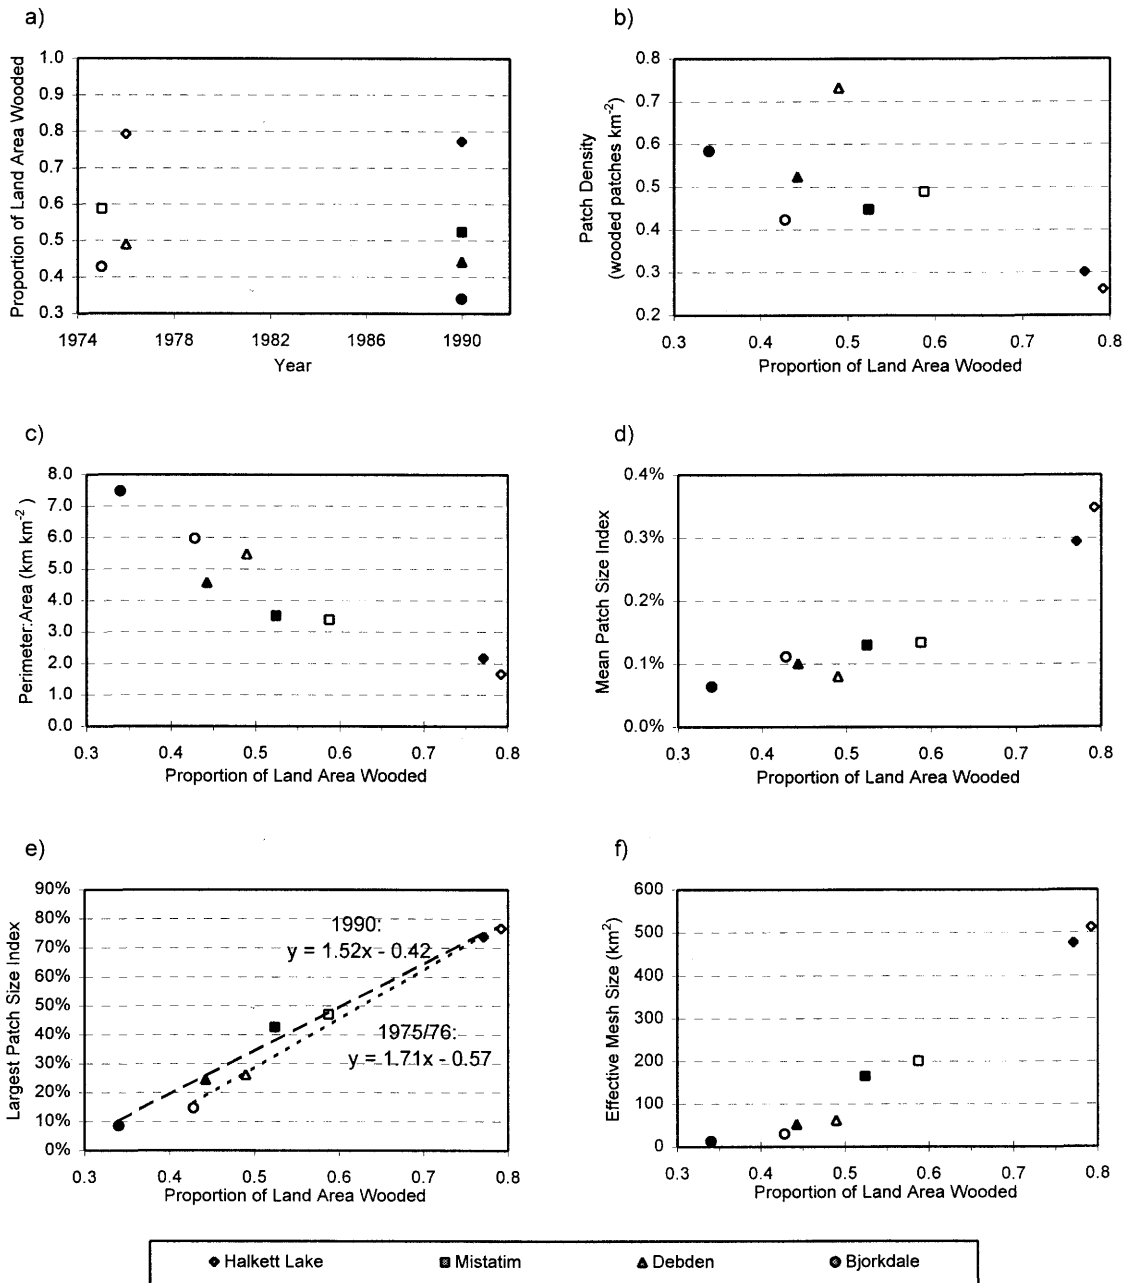 a)
Proportion of Land Area Wooded
1.0
0.9
0.8
0.7
0.6
0.5
0.4
0.3
1974 1978 1982 1986 1990
Year
b)
Patch Density
(wooded patches km-2)
0.8
0.7
0.6
0.5
0.4
0.3
0.2
0.3 0.4 0.5 0.6 0.7 0.8
Proportion of Land Area Wooded
c)
Perimeter:Area (km km-2)
8.0
7.0
6.0
5.0
4.0
3.0
2.0
1.0
0.0
0.3 0.4 0.5 0.6 0.7 0.8
Proportion of Land Area Wooded
d)
Mean Patch Size Index
0.4%
0.3%
0.2%
0.1%
0.0%
0.3 0.4 0.5 0.6 0.7 0.8
Proportion of Land Area Wooded
e)
Largest Patch Size Index
90%
80%
70%
60%
50%
40%
30%
20%
10%
0%
1990:
y = 1.52x - 0.42
1975/76:
y = 1.71x - 0.57
0.3 0.4 0.5 0.6 0.7 0.8
Proportion of Land Area Wooded
f)
Effective Mesh Size (km2)
600
500
400
300
200
100
0
0.3 0.4 0.5 0.6 0.7 0.8
Proportion of Land Area Wooded
Halkett Lake Mistatim Debden Bjorkdale